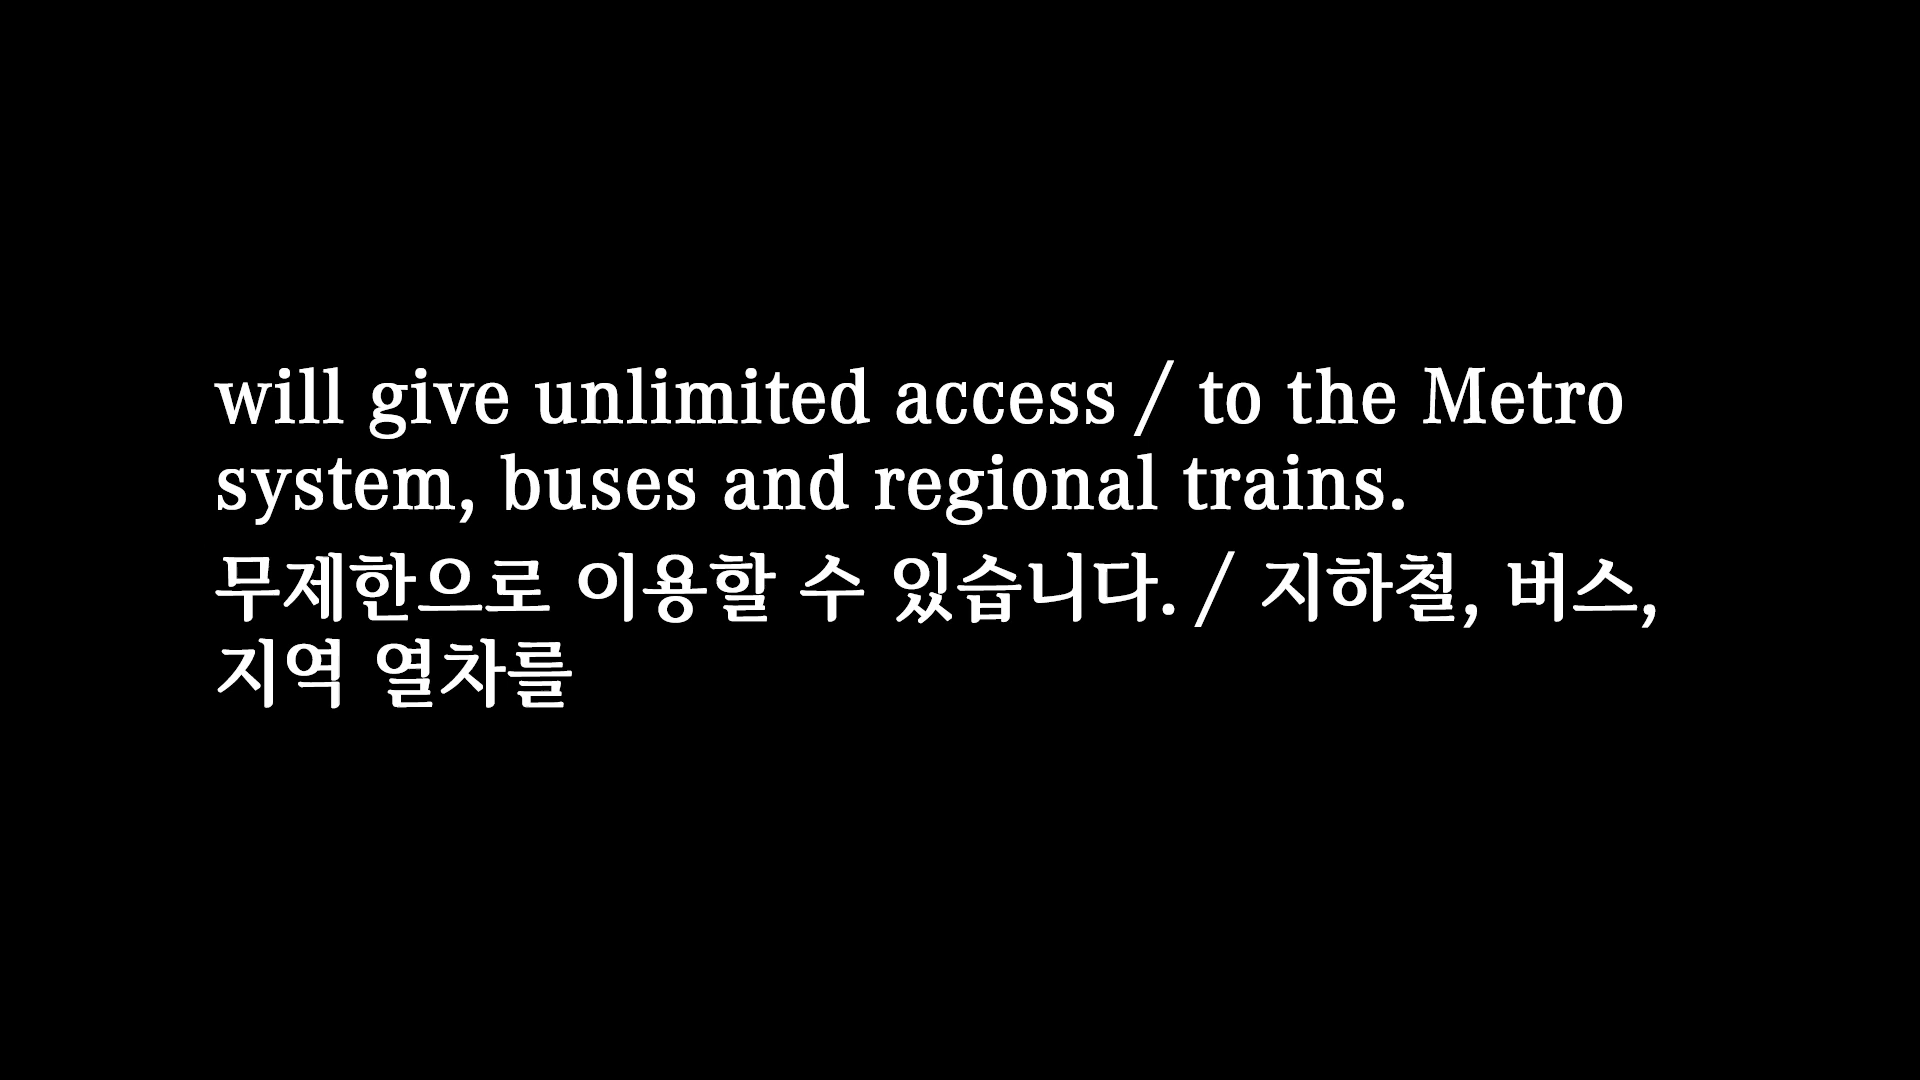 will give unlimited access / to the Metro
system, buses and regional trains.
무제한으로 이용할 수 있습니다. / 지하철, 버스,
지역 열차를